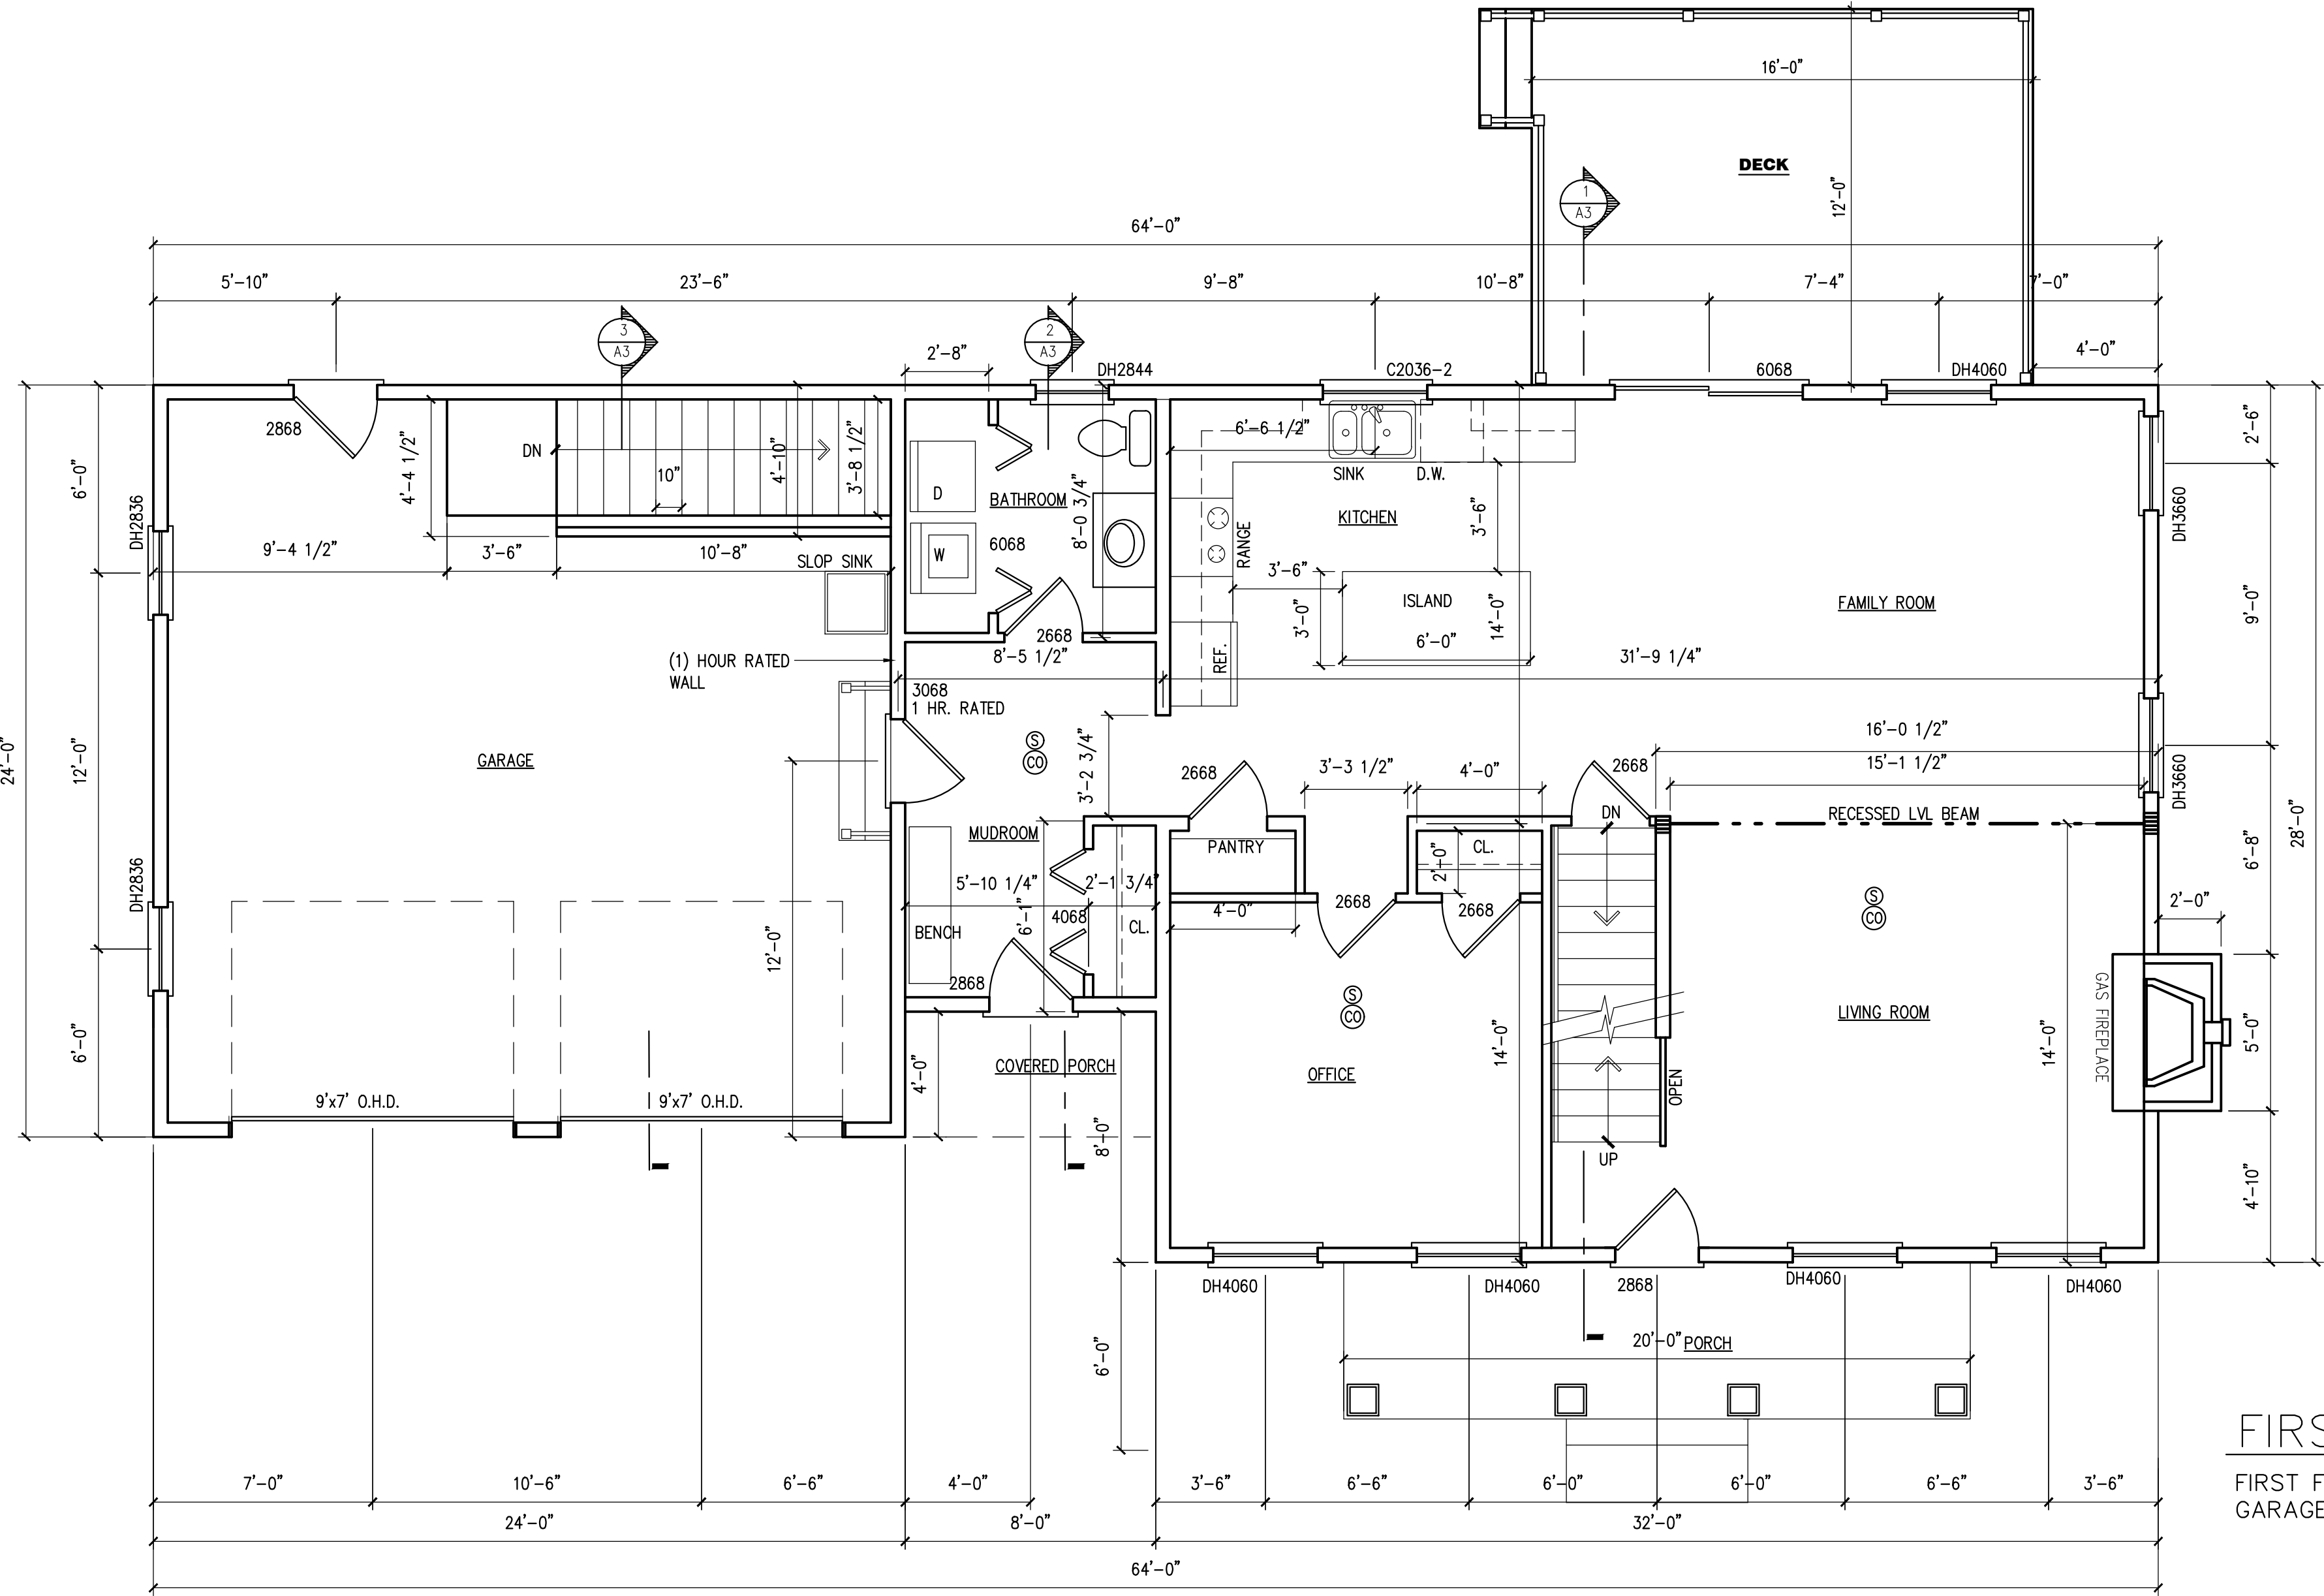 16'-0"
DECK
12'-0"
1
A3
64'-0"
5'-10"
23'-6"
9'-8"
10'-8"
7'-4"
7'-0"
3
A3
2
A3
2'-8"
DH2844
C2036-2
6068
DH4060
4'-0"
2868
DN
10"
4'-4 1/2"
4'-10"
3'-8 1/2"
9'-4 1/2"
3'-6"
10'-8"
SLOP SINK
D
W
BATHROOM
6068
8'-0 3/4"
2668
8'-5 1/2"
6'-6 1/2"
SINK
D.W.
KITCHEN
3'-6"
RANGE
3'-6"
3'-0"
ISLAND
6'-0"
14'-0"
REF.
FAMILY ROOM
31'-9 1/4"
2'-6"
DH3660
9'-0"
6'-0"
DH2836
24'-0"
12'-0"
(1) HOUR RATED
WALL
3068
1 HR. RATED
GARAGE
S
CO
3'-2 3/4"
2668
3'-3 1/2"
4'-0"
2668
16'-0 1/2"
15'-1 1/2"
DH3660
DN
RECESSED LVL BEAM
MUDROOM
PANTRY
CL.
2'-0"
6'-8"
28'-0"
DH2836
5'-10 1/4"
2'-1 3/4"
6'-1"
4068
CL.
BENCH
2868
12'-0"
4'-0"
2668
2668
S
CO
2'-0"
S
CO
GAS FIREPLACE
LIVING ROOM
14'-0"
14'-0"
5'-0"
6'-0"
COVERED PORCH
4'-0"
OFFICE
OPEN
9'x7' O.H.D.
9'x7' O.H.D.
8'-0"
UP
4'-10"
DH4060
DH4060
2868
DH4060
DH4060
6'-0"
20'-0"
PORCH
FIRS
FIRST F
GARAGE
7'-0"
10'-6"
6'-6"
4'-0"
3'-6"
6'-6"
6'-0"
6'-0"
6'-6"
3'-6"
24'-0"
8'-0"
32'-0"
64'-0"